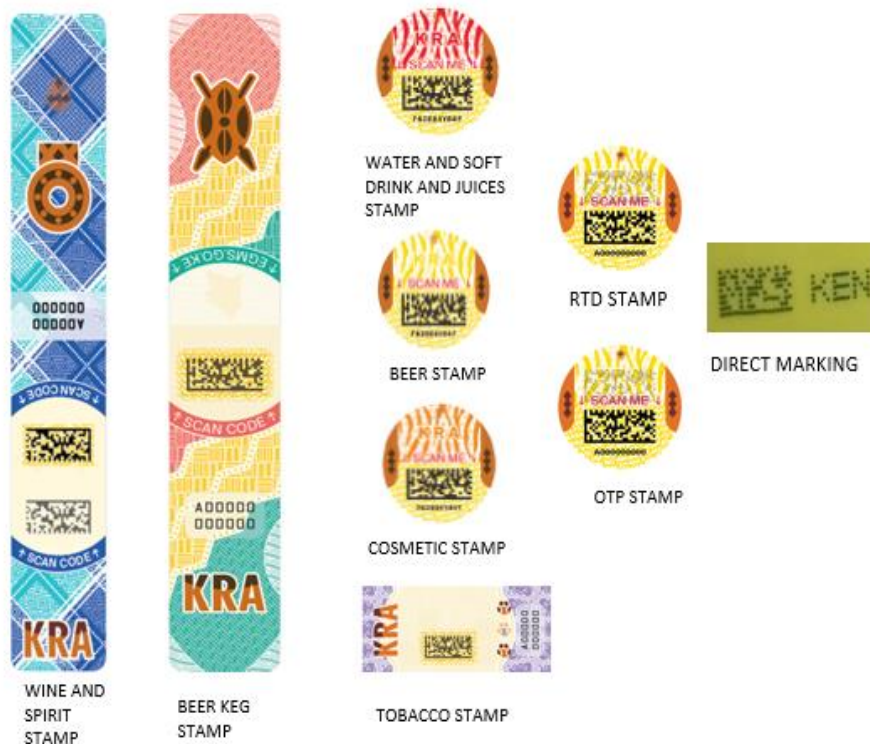 000000
00000V
↑SCAN CODE↑
↑SCAN CODE↑
KRA
WINE AND
SPIRIT
STAMP
↑EGMS GO KE↑
↑SCAN CODE↑
A00000
000000
KRA
BEER KEG
STAMP
KRA
↓ SCAN ME ↓
WATER AND SOFT
DRINK AND JUICES
STAMP
SCAN ME
BEER STAMP
KRA
SCAN ME
COSMETIC STAMP
KRA
A00000
000000
TOBACCO STAMP
↓ SCAN ME ↓
A000000000
RTD STAMP
↓ SCAN ME ↓
A000000000
OTP STAMP
KEN
DIRECT MARKING